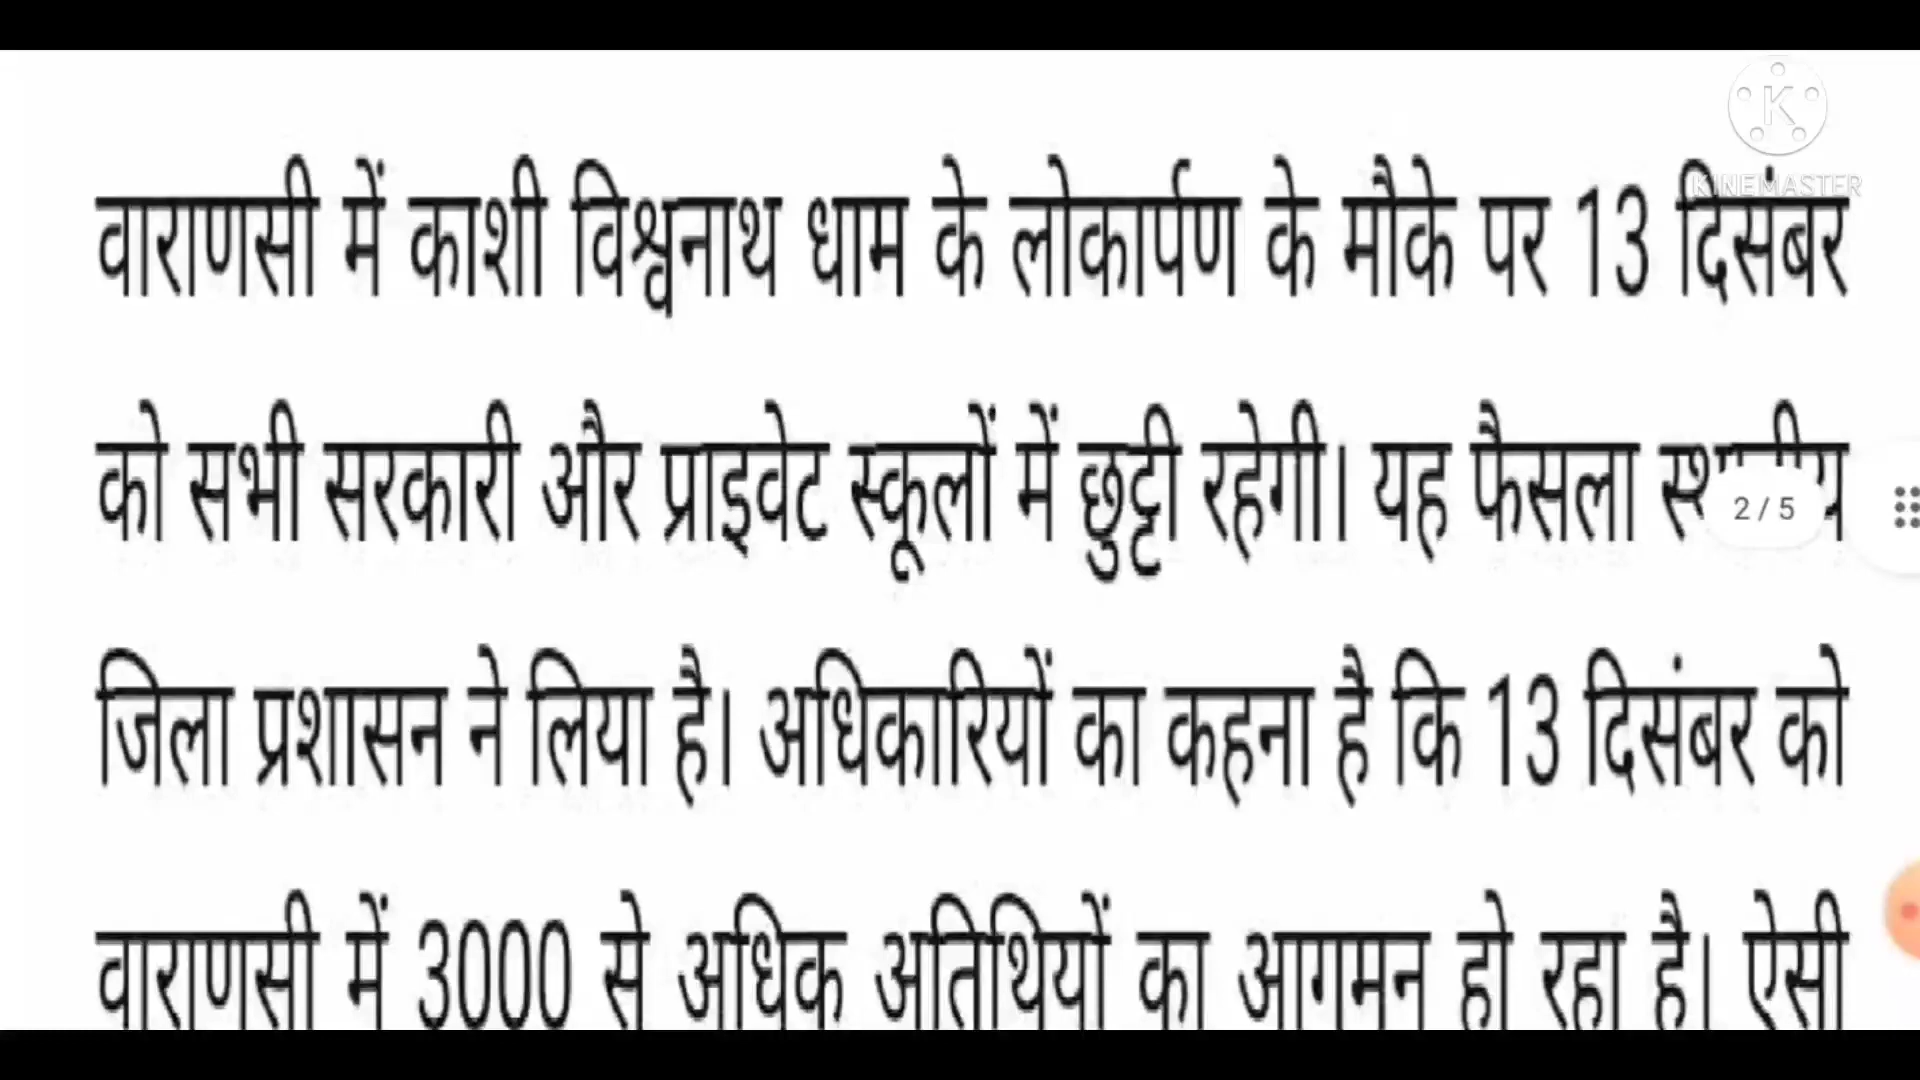 KINEMASTER
वाराणसी में काशी विश्वनाथ धाम के लोकार्पण के मौके पर 13 दिसंबर
को सभी सरकारी और प्राइवेट स्कूलों में छुट्टी रहेगी। यह फैसला
2/5
जिला प्रशासन ने लिया है। अधिकारियों का कहना है कि 13 दिसंबर को
वाराणसी में 3000 से अधिक अतिथियों का आगमन हो रहा है। ऐसी